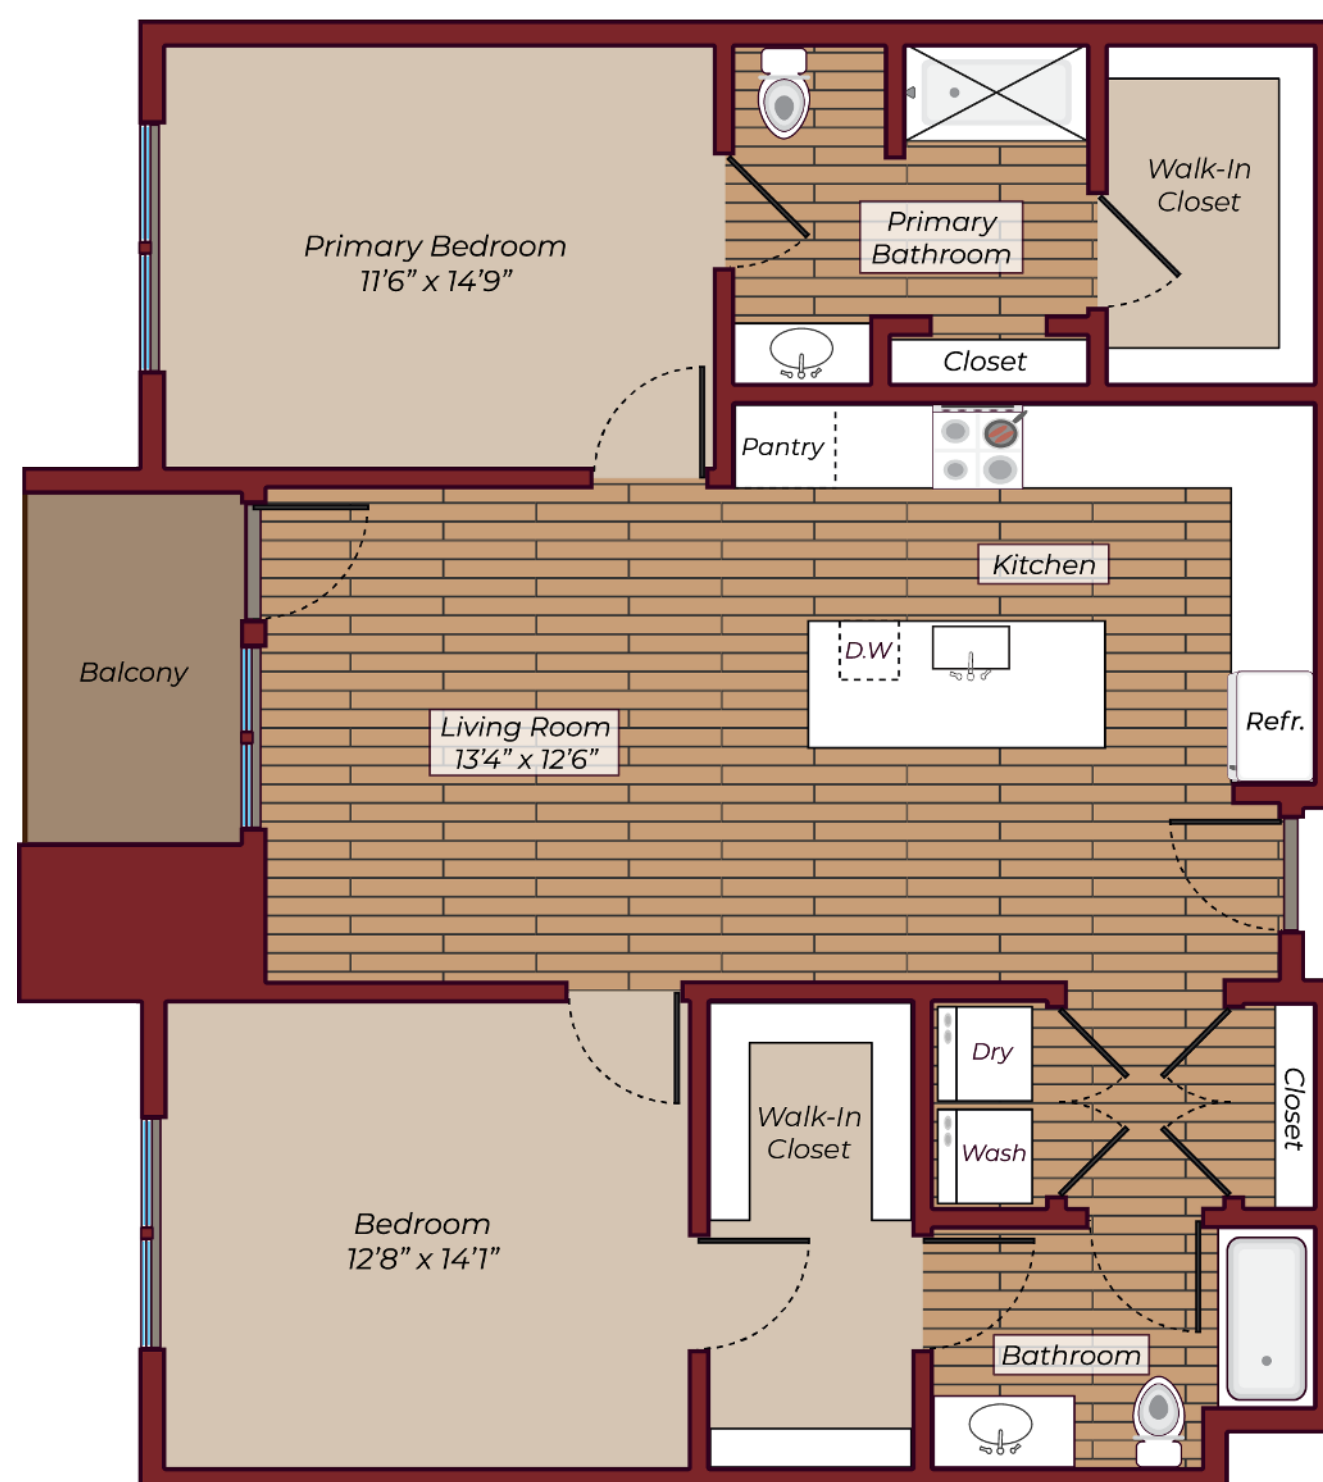 Primary Bedroom
11'6" x 14'9"
Primary
Bathroom
Walk-In
Closet
Closet
Pantry
Kitchen
D.W
Refr.
Balcony
Living Room
13'4" x 12'6"
Dry
Wash
Closet
Walk-In
Closet
Bedroom
12'8" x 14'1"
Bathroom